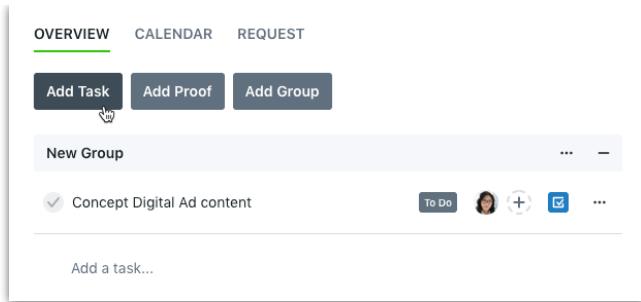 OVERVIEW CALENDAR REQUEST
Add Task Add Proof Add Group
New Group
Concept Digital Ad content To Do
Add a task...